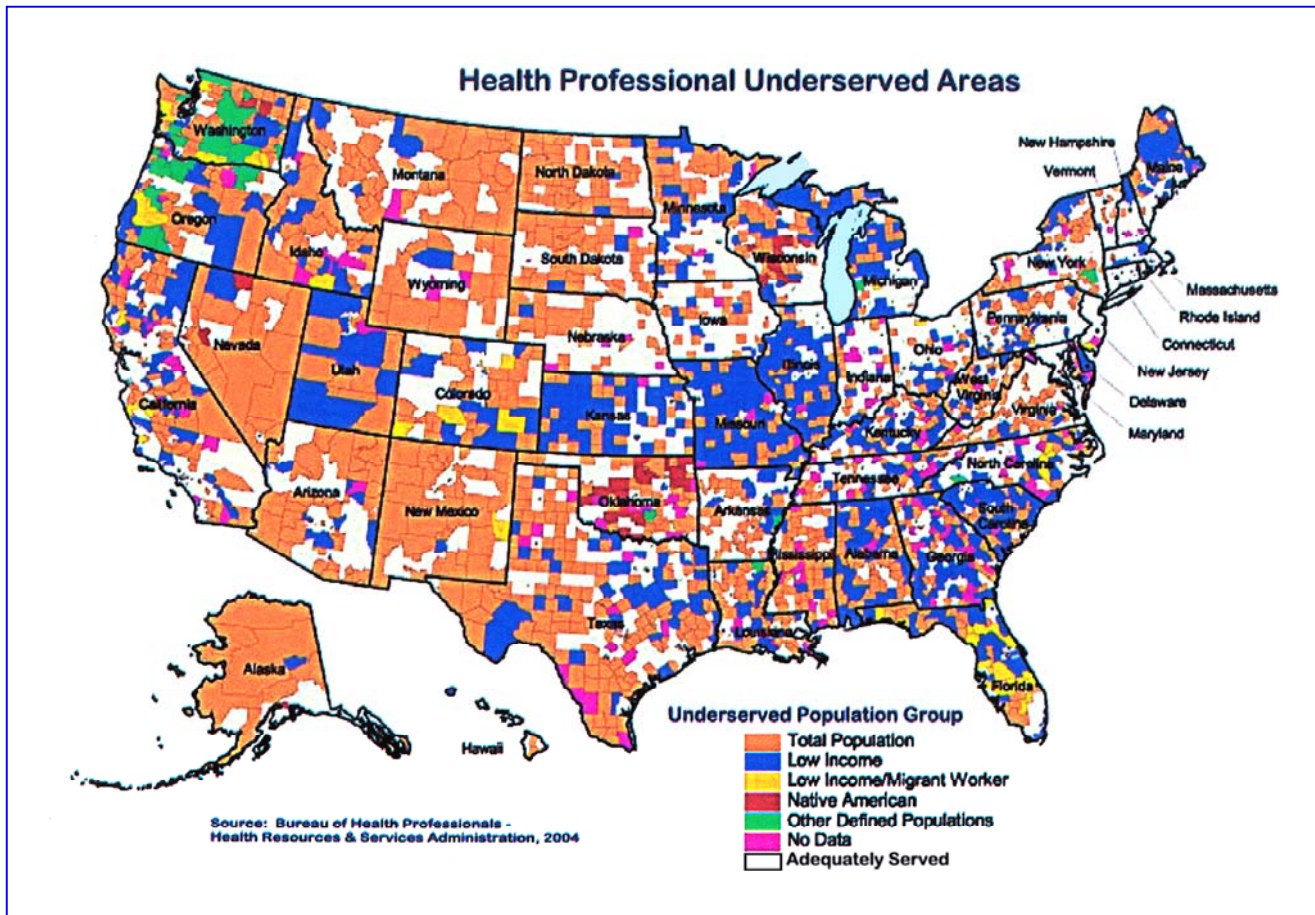 Health Professional Underserved Areas
New Hampshire
Vermont
Maine
Washington
Montana
North Dakota
Minnesota
Oregon
Idaho
Wyoming
South Dakota
Wisconsin
Michigan
New York
Massachusetts
Rhode Island
Connecticut
New Jersey
Delaware
Maryland
Nevada
Utah
Colorado
Nebraska
Iowa
Illinois
Indiana
Ohio
Pennsylvania
West
Virginia
Virginia
California
Kansas
Missouri
Kentucky
Arizona
New Mexico
Oklahoma
Arkansas
Tennessee
North Carolina
South
Carolina
Mississippi
Alabama
Georgia
Texas
Louisiana
Florida
Alaska
Hawaii
Underserved Population Group
Total Population
Low Income
Low Income/Migrant Worker
Native American
Other Defined Populations
No Data
Adequately Served
Source: Bureau of Health Professionals -
Health Resources & Services Administration, 2004